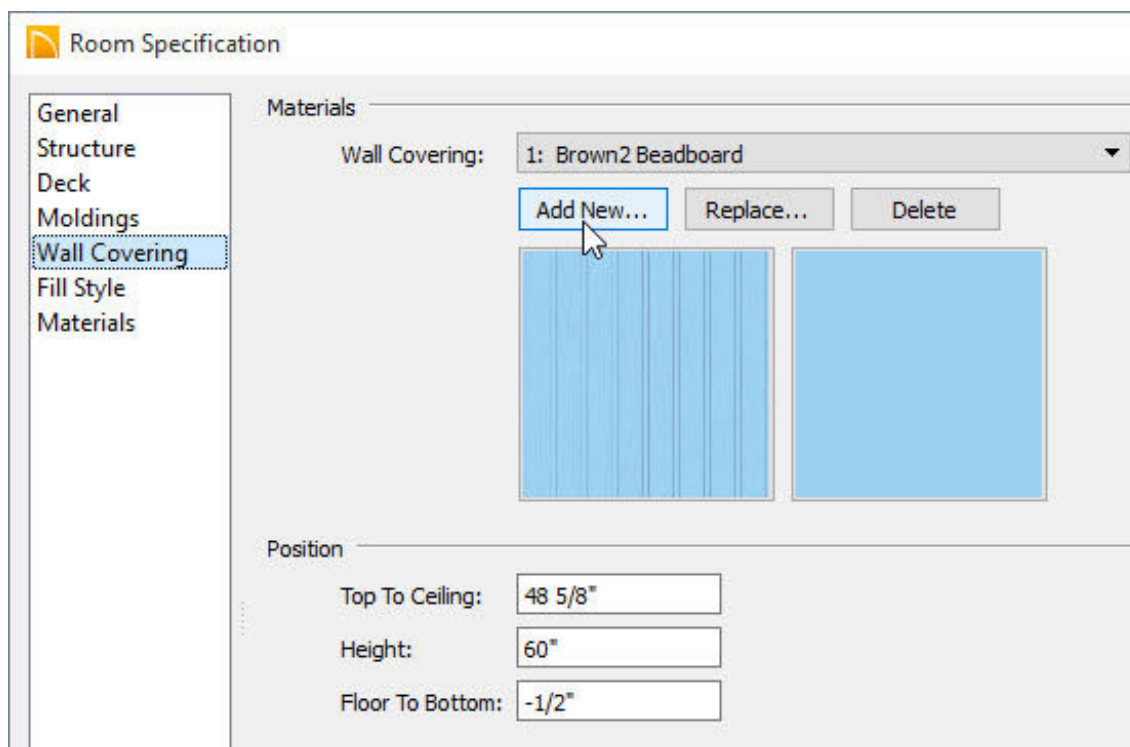 Room Specification
General
Structure
Deck
Moldings
Wall Covering
Fill Style
Materials
Materials
Wall Covering: 1: Brown2 Beadboard
Add New... Replace... Delete
Position
Top To Ceiling: 48 5/8"
Height: 60"
Floor To Bottom: -1/2"